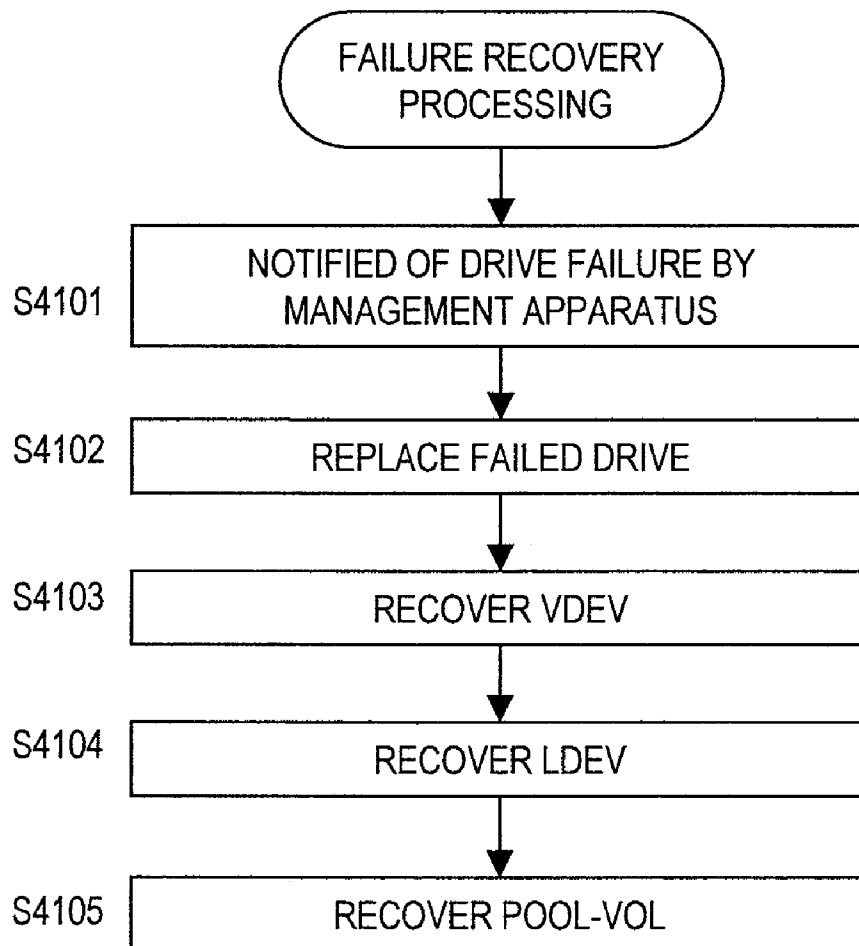 FAILURE RECOVERY
PROCESSING
S4101
NOTIFIED OF DRIVE FAILURE BY
MANAGEMENT APPARATUS
S4102
REPLACE FAILED DRIVE
S4103
RECOVER VDEV
S4104
RECOVER LDEV
S4105
RECOVER POOL-VOL